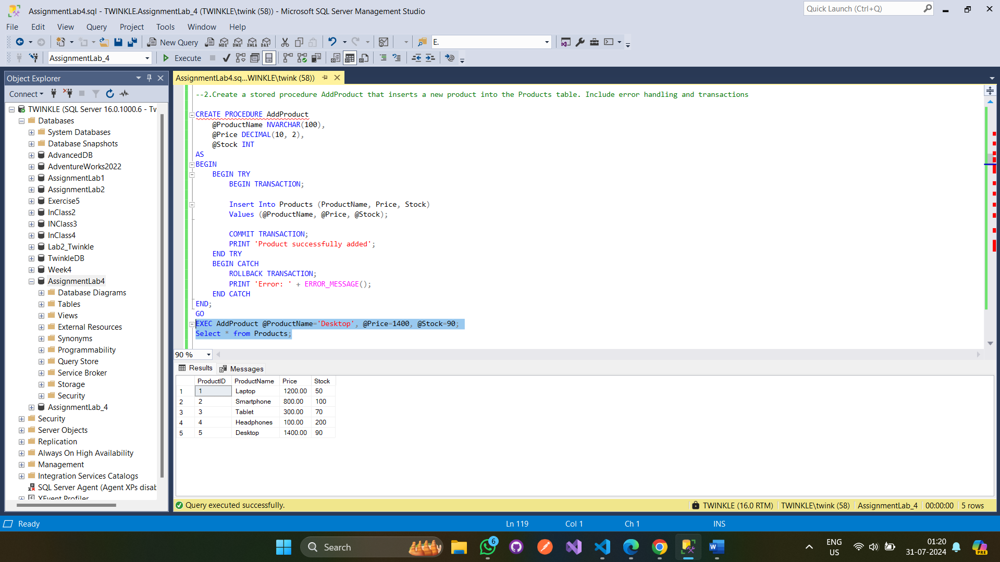 AssignmentLab4.sql - TWINKLE.AssignmentLab_4 (TWINKLE\twink (58)) - Microsoft SQL Server Management Studio
Quick Launch (Ctrl+Q)
File Edit View Query Project Tools Window Help
New Query MDX DMX XMLA DAX E.
AssignmentLab_4 Execute
Object Explorer
Connect
TWINKLE (SQL Server 16.0.1000.6 - Tw
Databases
System Databases
Database Snapshots
AdvancedDB
AdventureWorks2022
AssignmentLab1
AssignmentLab2
Exercise5
InClass2
INClass3
InClass4
Lab2_Twinkle
TwinkleDB
Week4
AssignmentLab4
Database Diagrams
Tables
Views
External Resources
Synonyms
Programmability
Query Store
Service Broker
Storage
Security
AssignmentLab_4
Security
Server Objects
Replication
Always On High Availability
Management
Integration Services Catalogs
SQL Server Agent (Agent XPs disab
XEvent Profiler
AssignmentLab4.sq...WINKLE\twink (58))
--2.Create a stored procedure AddProduct that inserts a new product into the Products table. Include error handling and transactions
CREATE PROCEDURE AddProduct
@ProductName NVARCHAR(100),
@Price DECIMAL(10, 2),
@Stock INT
AS
BEGIN
BEGIN TRY
BEGIN TRANSACTION;
Insert Into Products (ProductName, Price, Stock)
Values (@ProductName, @Price, @Stock);
COMMIT TRANSACTION;
PRINT 'Product successfully added';
END TRY
BEGIN CATCH
ROLLBACK TRANSACTION;
PRINT 'Error: ' + ERROR_MESSAGE();
END CATCH
END;
GO
EXEC AddProduct @ProductName='Desktop', @Price=1400, @Stock=90;
Select * from Products;
90 %
Results Messages
ProductID ProductName Price Stock
1 1 Laptop 1200.00 50
2 2 Smartphone 800.00 100
3 3 Tablet 300.00 70
4 4 Headphones 100.00 200
5 5 Desktop 1400.00 90
Query executed successfully.
TWINKLE (16.0 RTM) TWINKLE\twink (58) AssignmentLab_4 00:00:00 5 rows
Ready Ln 119 Col 1 Ch 1 INS
Search
6
ENG
US
01:20
31-07-2024
PRE